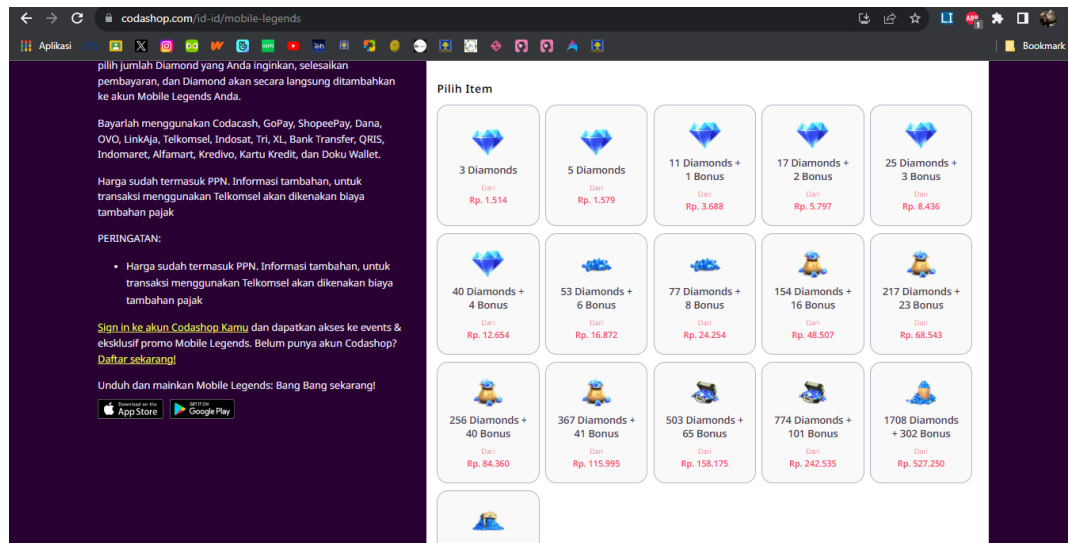 codashop.com/id-id/mobile-legends
Aplikasi
Bookmark
pilih jumlah Diamond yang Anda inginkan, selesaikan
pembayaran, dan Diamond akan secara langsung ditambahkan
ke akun Mobile Legends Anda.
Bayarlah menggunakan Codacash, GoPay, ShopeePay, Dana,
OVO, LinkAja, Telkomsel, Indosat, Tri, XL, Bank Transfer, QRIS,
Indomaret, Alfamart, Kredivo, Kartu Kredit, dan Doku Wallet.
Harga sudah termasuk PPN. Informasi tambahan, untuk
transaksi menggunakan Telkomsel akan dikenakan biaya
tambahan pajak
PERINGATAN:
• Harga sudah termasuk PPN. Informasi tambahan, untuk
transaksi menggunakan Telkomsel akan dikenakan biaya
tambahan pajak
Sign in ke akun Codashop Kamu dan dapatkan akses ke events &
eksklusif promo Mobile Legends. Belum punya akun Codashop?
Daftar sekarang!
Unduh dan mainkan Mobile Legends: Bang Bang sekarang!
Download on the
App Store
GET IT ON
Google Play
Pilih Item
3 Diamonds
Dari
Rp. 1.514
5 Diamonds
Dari
Rp. 1.579
11 Diamonds +
1 Bonus
Dari
Rp. 3.688
17 Diamonds +
2 Bonus
Dari
Rp. 5.797
25 Diamonds +
3 Bonus
Dari
Rp. 8.436
40 Diamonds +
4 Bonus
Dari
Rp. 12.654
53 Diamonds +
6 Bonus
Dari
Rp. 16.872
77 Diamonds +
8 Bonus
Dari
Rp. 24.254
154 Diamonds +
16 Bonus
Dari
Rp. 48.507
217 Diamonds +
23 Bonus
Dari
Rp. 68.543
256 Diamonds +
40 Bonus
Dari
Rp. 84.360
367 Diamonds +
41 Bonus
Dari
Rp. 115.995
503 Diamonds +
65 Bonus
Dari
Rp. 158.175
774 Diamonds +
101 Bonus
Dari
Rp. 242.535
1708 Diamonds
+ 302 Bonus
Dari
Rp. 527.250